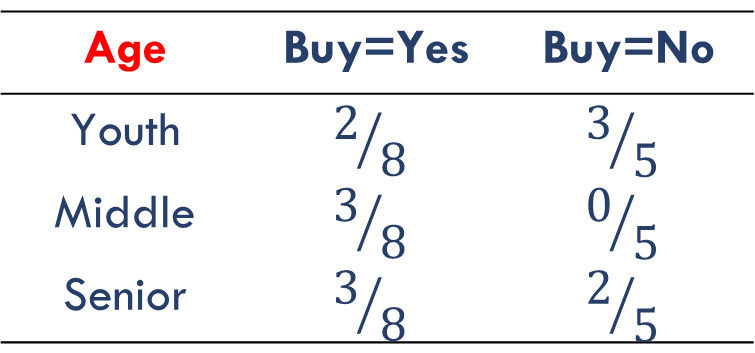 Age Buy=Yes Buy=No
Youth 2/8 3/5
Middle 3/8 0/5
Senior 3/8 2/5